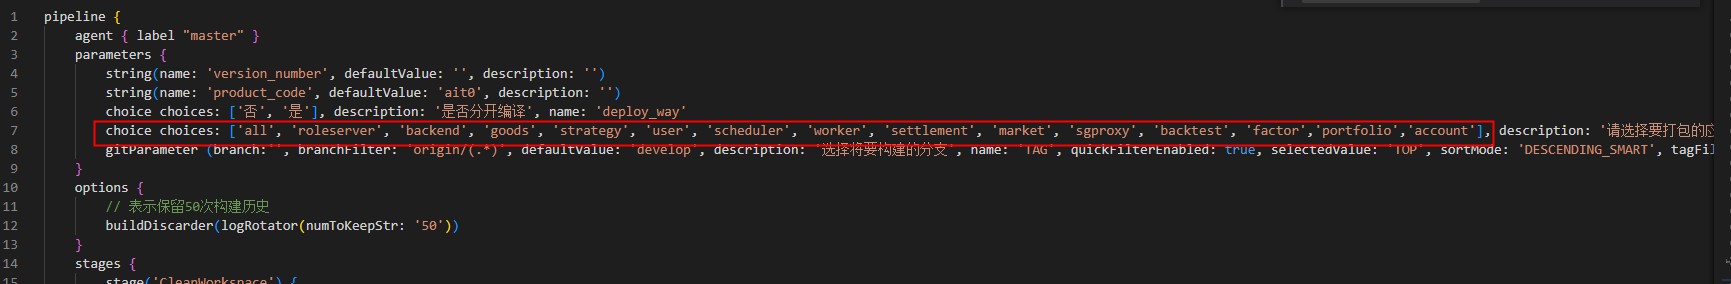 1 pipeline {
2 agent { label "master" }
3 parameters {
4 string(name: 'version_number', defaultValue: '', description: '')
5 string(name: 'product_code', defaultValue: 'ait0', description: '')
6 choice choices: ['否', '是'], description: '是否分开编译', name: 'deploy_way'
7 choice choices: ['all', 'roleserver', 'backend', 'goods', 'strategy', 'user', 'scheduler', 'worker', 'settlement', 'market', 'sgproxy', 'backtest', 'factor','portfolio','account'], description: '请选择要打包的应
8 gitParameter (branch:'', branchFilter: 'origin/(.*)', defaultValue: 'develop', description: '选择将要构建的分支', name: 'TAG', quickFilterEnabled: true, selectedValue: 'TOP', sortMode: 'DESCENDING_SMART', tagFil
9 }
10 options {
11 // 表示保留50次构建历史
12 buildDiscarder(logRotator(numToKeepStr: '50'))
13 }
14 stages {
15 stage('CleanWorkspace') {